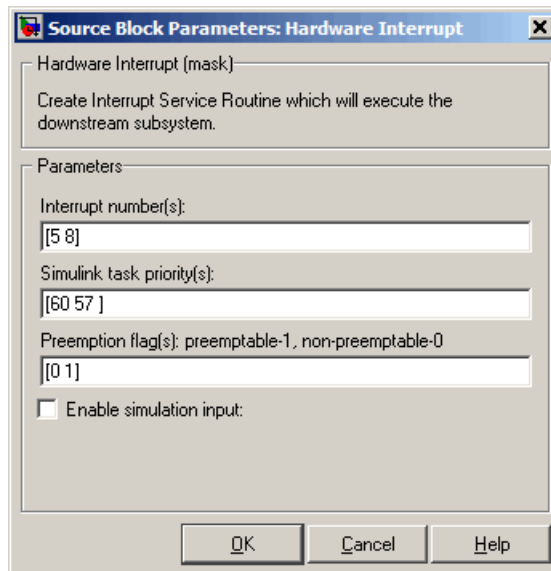 Source Block Parameters: Hardware Interrupt
Hardware Interrupt (mask)
Create Interrupt Service Routine which will execute the
downstream subsystem.
Parameters
Interrupt number(s):
[5 8]
Simulink task priority(s):
[60 57 ]
Preemption flag(s): preemptable-1, non-preemptable-0
[0 1]
Enable simulation input:
OK Cancel Help